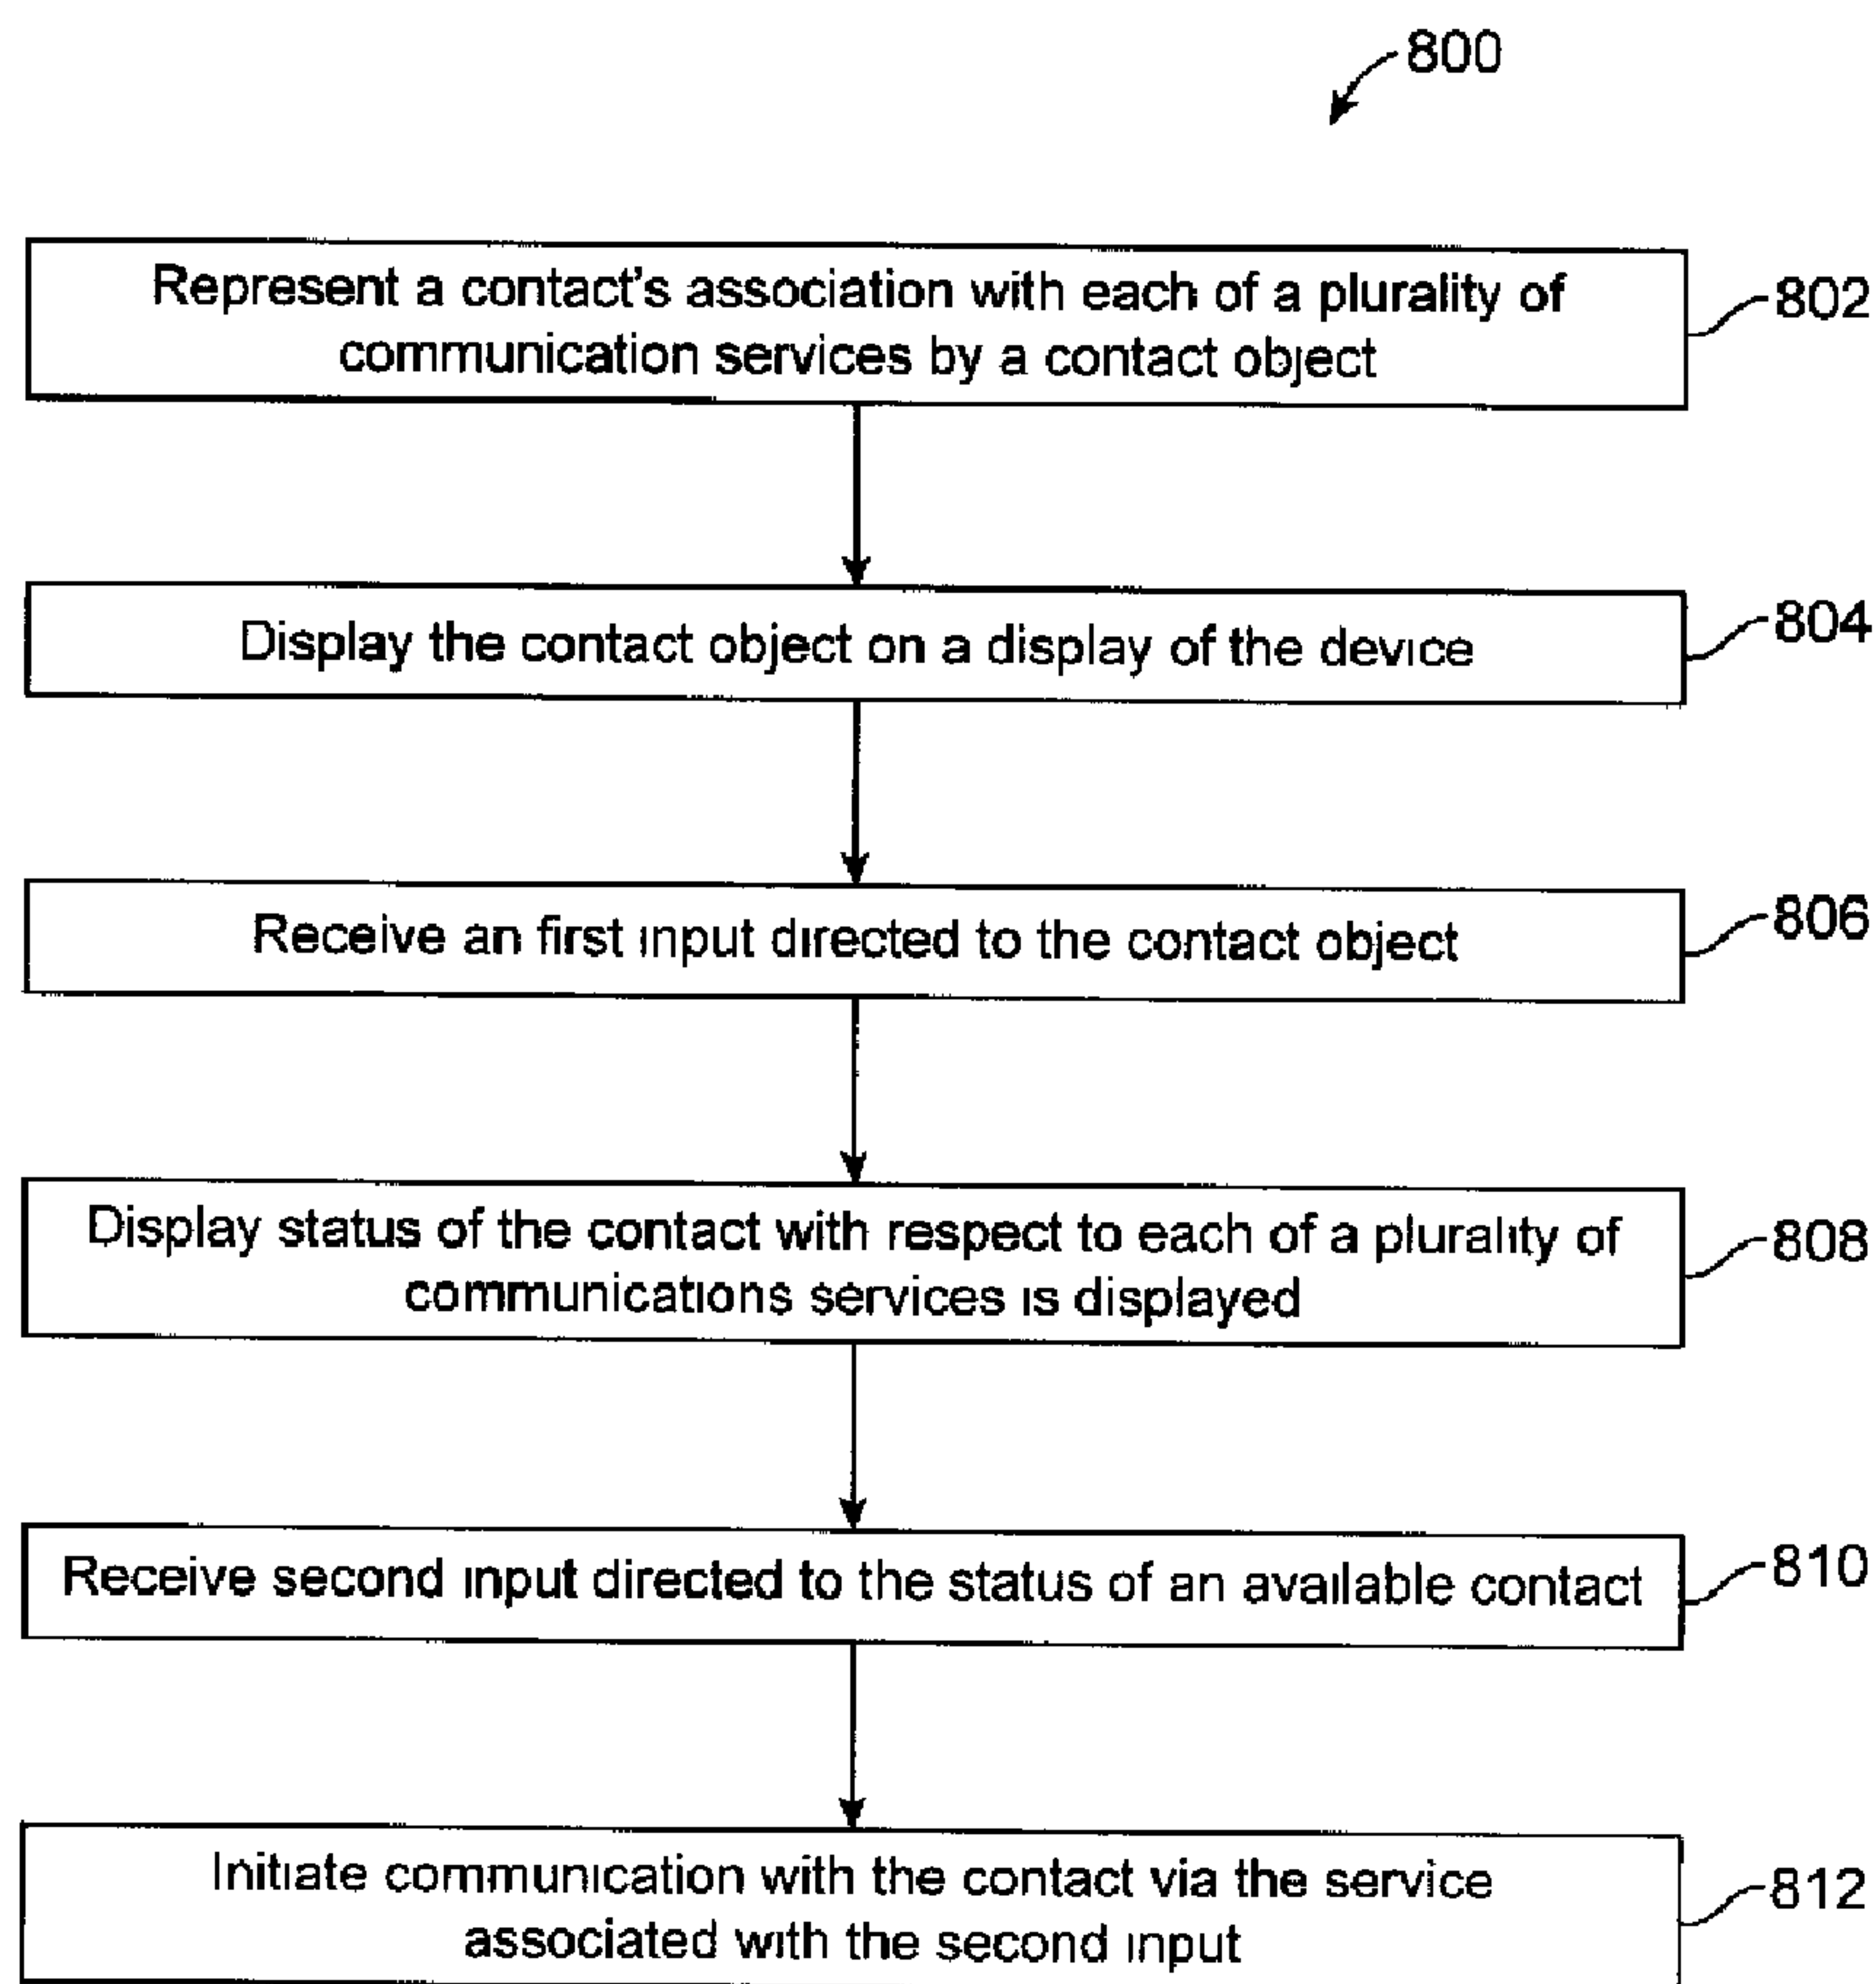 800
Represent a contact's association with each of a plurality of
communication services by a contact object
802
Display the contact object on a display of the device
804
Receive an first input directed to the contact object
806
Display status of the contact with respect to each of a plurality of
communications services is displayed
808
Receive second input directed to the status of an available contact
810
Initiate communication with the contact via the service
associated with the second input
812